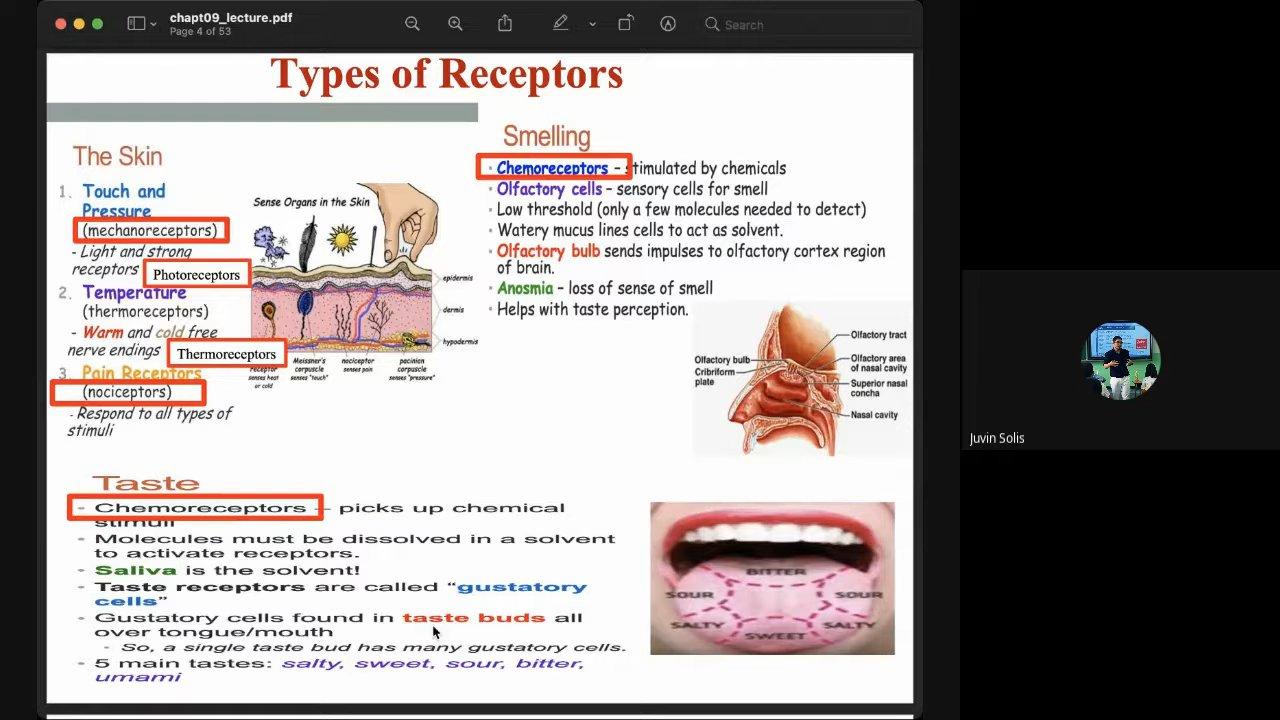 chapt09_lecture.pdf
Page 4 of 53
Search
Types of Receptors
The Skin
1. Touch and
Pressure
(mechanoreceptors)
- Light and strong
receptors
Photoreceptors
2. Temperature
(thermoreceptors)
- Warm and cold free
nerve endings
Thermoreceptors
3. Pain Receptors
(nociceptors)
- Respond to all types of
stimuli
Sense Organs in the Skin
epidermis
dermis
hypodermis
receptor
senses heat
or cold
Meissner's
corpuscle
senses "touch"
nociceptor
senses pain
pacinian
corpuscle
senses "pressure"
Smelling
• Chemoreceptors – stimulated by chemicals
• Olfactory cells – sensory cells for smell
• Low threshold (only a few molecules needed to detect)
• Watery mucus lines cells to act as solvent.
• Olfactory bulb sends impulses to olfactory cortex region
of brain.
• Anosmia – loss of sense of smell
• Helps with taste perception.
Olfactory bulb
Cribriform
plate
Olfactory tract
Olfactory area
of nasal cavity
Superior nasal
concha
Nasal cavity
Taste
- Chemoreceptors – picks up chemical
stimuli
- Molecules must be dissolved in a solvent
to activate receptors.
- Saliva is the solvent!
- Taste receptors are called “gustatory
cells”
- Gustatory cells found in taste buds all
over tongue/mouth
• So, a single taste bud has many gustatory cells.
- 5 main tastes: salty, sweet, sour, bitter,
umami
BITTER
SOUR SOUR
SALTY SALTY
SWEET
Juvin Solis